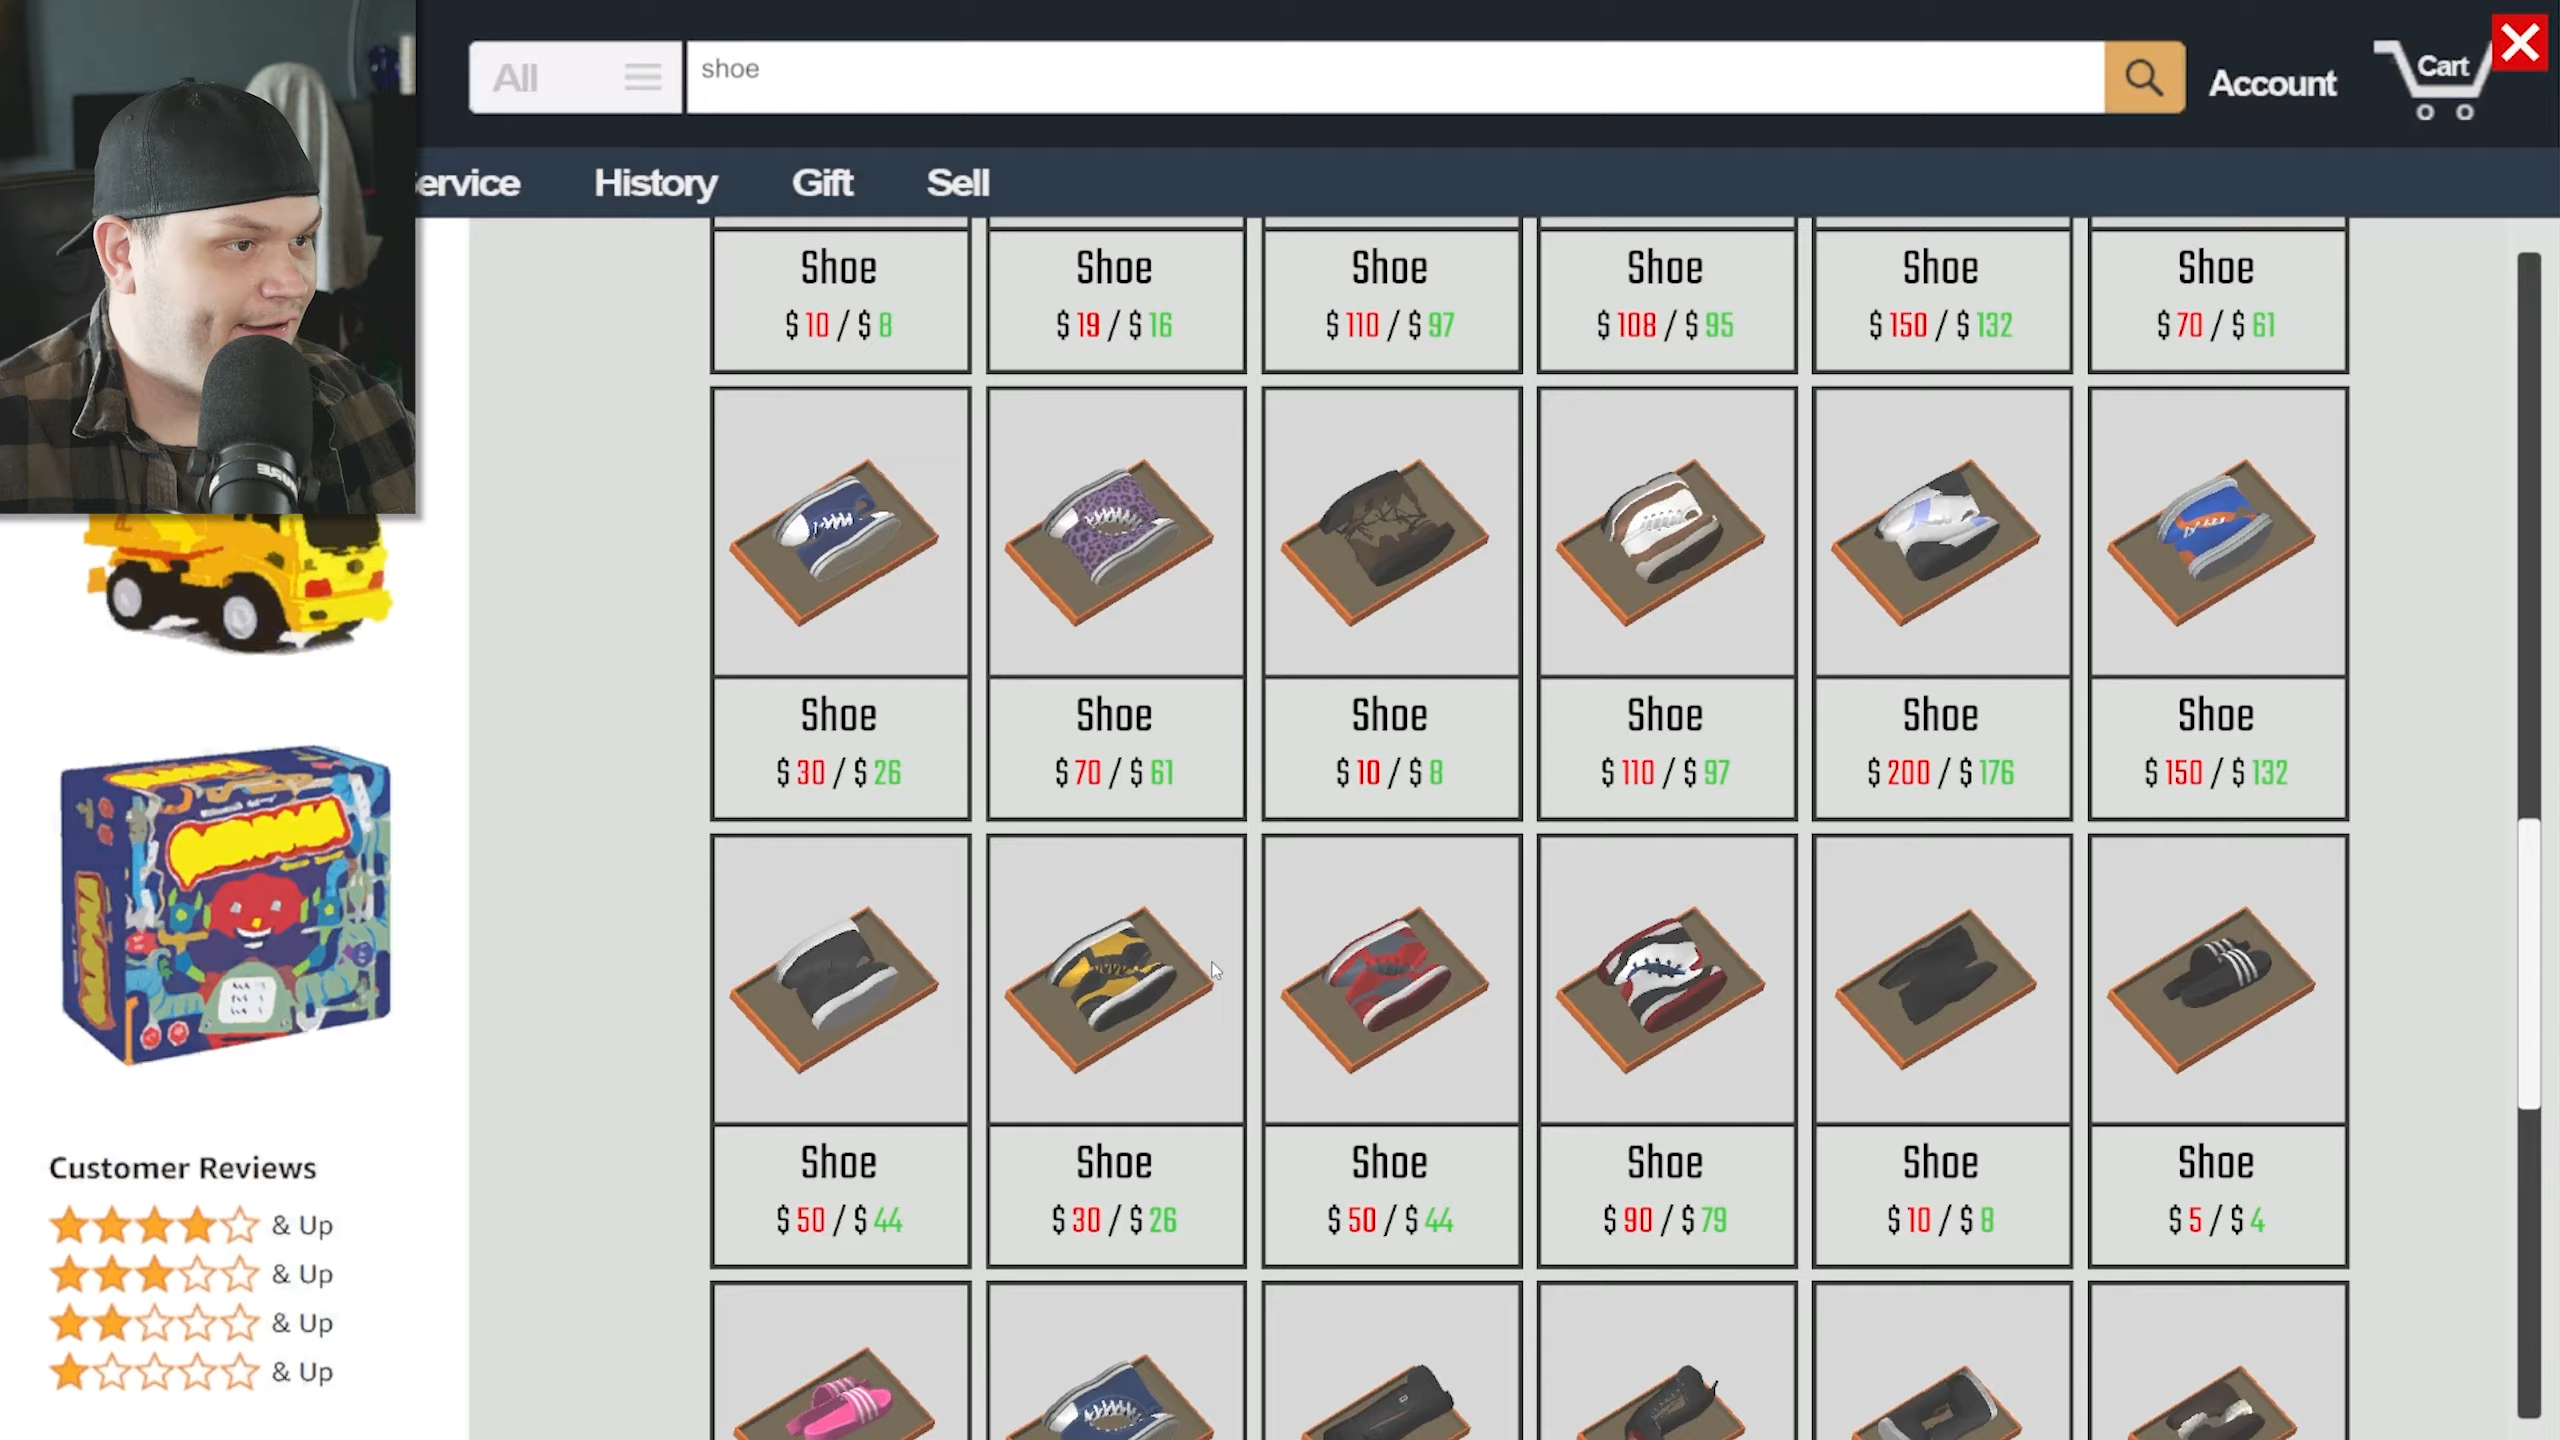 All
shoe
Account
Cart
ervice
History
Gift
Sell
Shoe
$ 10 / $ 8
Shoe
$ 19 / $ 16
Shoe
$ 110 / $ 97
Shoe
$ 108 / $ 95
Shoe
$ 150 / $ 132
Shoe
$ 70 / $ 61
Shoe
$ 30 / $ 26
Shoe
$ 70 / $ 61
Shoe
$ 10 / $ 8
Shoe
$ 110 / $ 97
Shoe
$ 200 / $ 176
Shoe
$ 150 / $ 132
Shoe
$ 50 / $ 44
Shoe
$ 30 / $ 26
Shoe
$ 50 / $ 44
Shoe
$ 90 / $ 79
Shoe
$ 10 / $ 8
Shoe
$ 5 / $ 4
Customer Reviews
& Up
& Up
& Up
& Up